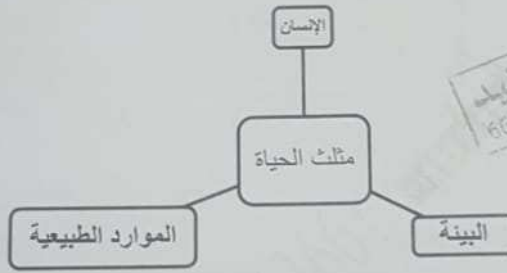 الإنسان
مثلث الحياة
البيئة
الموارد الطبيعية